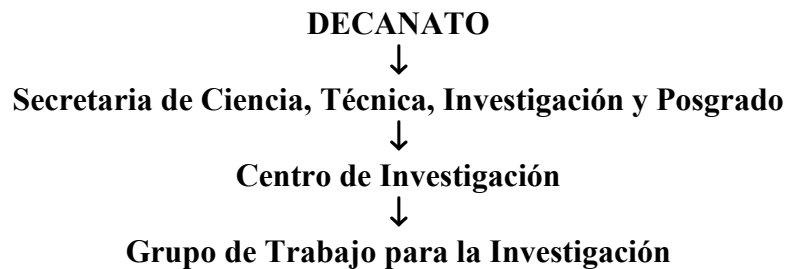 DECANATO
↓
Secretaria de Ciencia, Técnica, Investigación y Posgrado
↓
Centro de Investigación
↓
Grupo de Trabajo para la Investigación